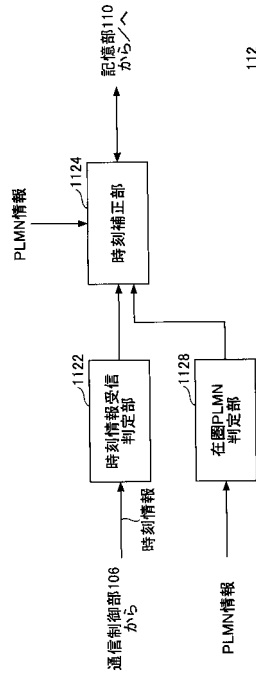 通信制御部106
から
時刻情報
1122
時刻情報受信
判定部
PLMN情報
1124
時刻補正部
記憶部110
から／へ
PLMN情報
1128
在圏PLMN
判定部
112